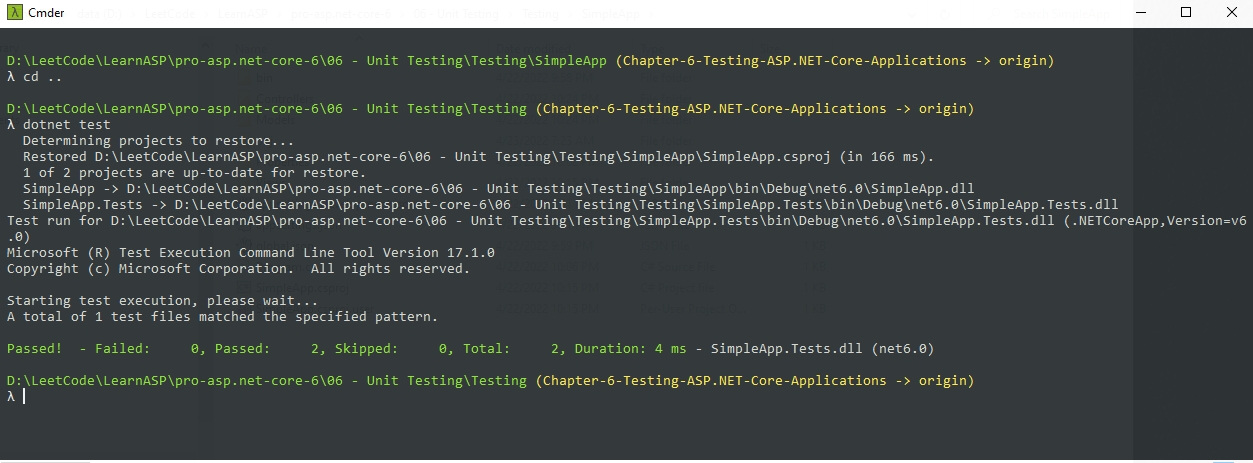 Cmder
D:\LeetCode\LearnASP\pro-asp.net-core-6\06 - Unit Testing\Testing\SimpleApp (Chapter-6-Testing-ASP.NET-Core-Applications -> origin)
λ cd ..
D:\LeetCode\LearnASP\pro-asp.net-core-6\06 - Unit Testing\Testing (Chapter-6-Testing-ASP.NET-Core-Applications -> origin)
λ dotnet test
Determining projects to restore...
Restored D:\LeetCode\LearnASP\pro-asp.net-core-6\06 - Unit Testing\Testing\SimpleApp\SimpleApp.csproj (in 166 ms).
1 of 2 projects are up-to-date for restore.
SimpleApp -> D:\LeetCode\LearnASP\pro-asp.net-core-6\06 - Unit Testing\Testing\SimpleApp\bin\Debug\net6.0\SimpleApp.dll
SimpleApp.Tests -> D:\LeetCode\LearnASP\pro-asp.net-core-6\06 - Unit Testing\Testing\SimpleApp.Tests\bin\Debug\net6.0\SimpleApp.Tests.dll
Test run for D:\LeetCode\LearnASP\pro-asp.net-core-6\06 - Unit Testing\Testing\SimpleApp.Tests\bin\Debug\net6.0\SimpleApp.Tests.dll (.NETCoreApp,Version=v6
.0)
Microsoft (R) Test Execution Command Line Tool Version 17.1.0
Copyright (c) Microsoft Corporation.  All rights reserved.
Starting test execution, please wait...
A total of 1 test files matched the specified pattern.
Passed!  - Failed:     0, Passed:     2, Skipped:     0, Total:     2, Duration: 4 ms - SimpleApp.Tests.dll (net6.0)
D:\LeetCode\LearnASP\pro-asp.net-core-6\06 - Unit Testing\Testing (Chapter-6-Testing-ASP.NET-Core-Applications -> origin)
λ